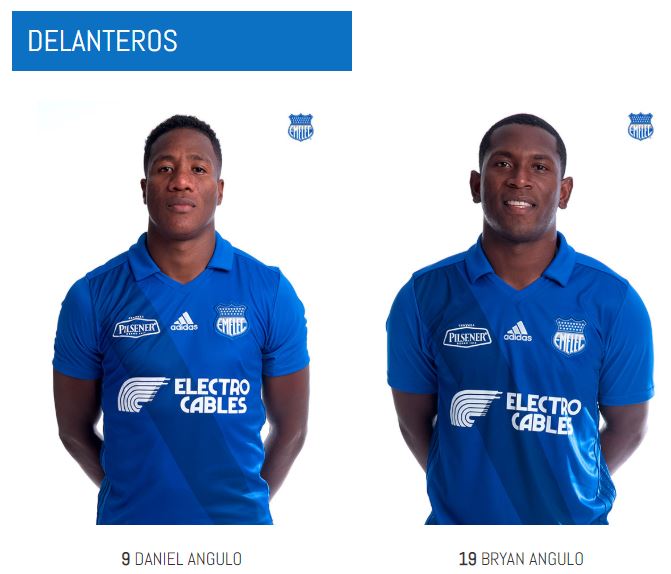 DELANTEROS
EMELEC
EMELEC
PILSENER
adidas
EMELEC
ELECTRO
CABLES
PILSENER
adidas
EMELEC
ELECTRO
CABLES
9 DANIEL ANGULO
19 BRYAN ANGULO